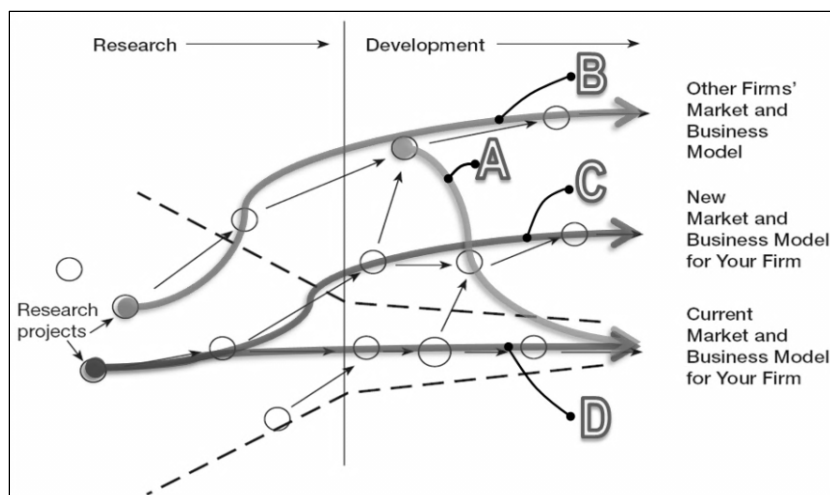 Research
Development
B
Other Firms'
Market and
Business
Model
A
C
New
Market and
Business Model
for Your Firm
Research
projects
Current
Market and
Business Model
for Your Firm
D